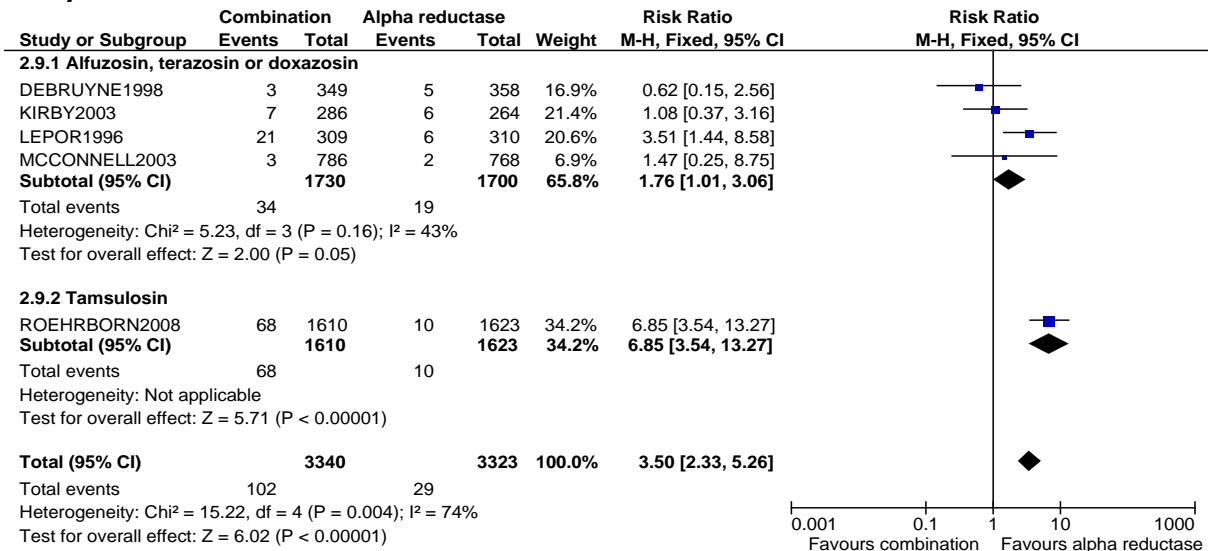 Combination Alpha reductase Risk Ratio Risk Ratio
Study or Subgroup Events Total Events Total Weight M-H, Fixed, 95% CI M-H, Fixed, 95% CI
2.9.1 Alfuzosin, terazosin or doxazosin
DEBRUYNE1998 3 349 5 358 16.9% 0.62 [0.15, 2.56]
KIRBY2003 7 286 6 264 21.4% 1.08 [0.37, 3.16]
LEPOR1996 21 309 6 310 20.6% 3.51 [1.44, 8.58]
MCCONNELL2003 3 786 2 768 6.9% 1.47 [0.25, 8.75]
Subtotal (95% CI) 1730 1700 65.8% 1.76 [1.01, 3.06]
Total events 34 19
Heterogeneity: Chi² = 5.23, df = 3 (P = 0.16); I² = 43%
Test for overall effect: Z = 2.00 (P = 0.05)
2.9.2 Tamsulosin
ROEHRBORN2008 68 1610 10 1623 34.2% 6.85 [3.54, 13.27]
Subtotal (95% CI) 1610 1623 34.2% 6.85 [3.54, 13.27]
Total events 68 10
Heterogeneity: Not applicable
Test for overall effect: Z = 5.71 (P < 0.00001)
Total (95% CI) 3340 3323 100.0% 3.50 [2.33, 5.26]
Total events 102 29
Heterogeneity: Chi² = 15.22, df = 4 (P = 0.004); I² = 74%
Test for overall effect: Z = 6.02 (P < 0.00001)
0.001 0.1 1 10 1000
Favours combination Favours alpha reductase